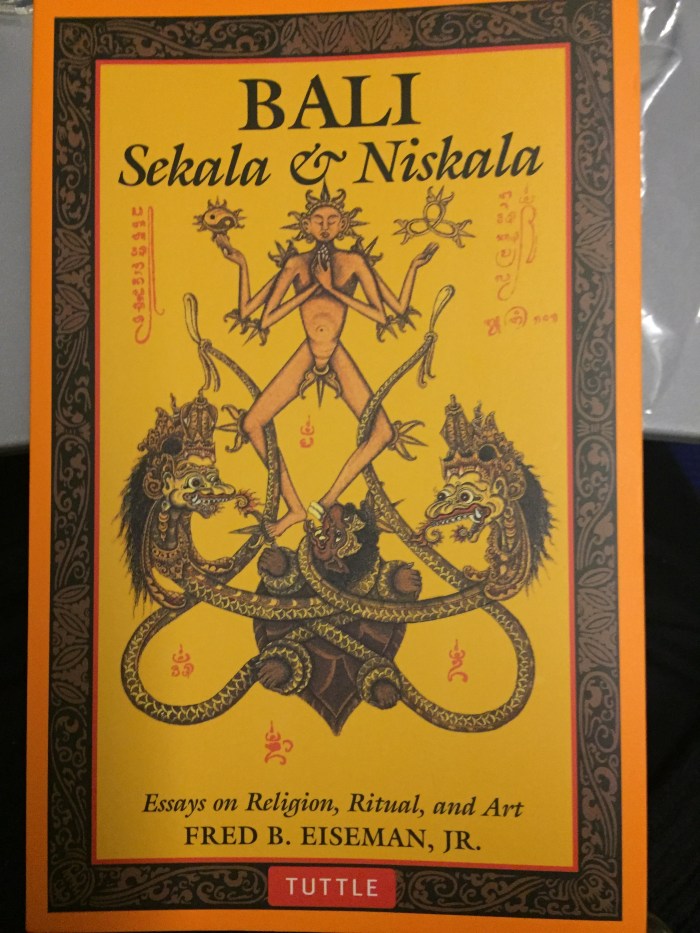 BALI
Sekala & Niskala
Essays on Religion, Ritual, and Art
FRED B. EISEMAN, JR.
TUTTLE